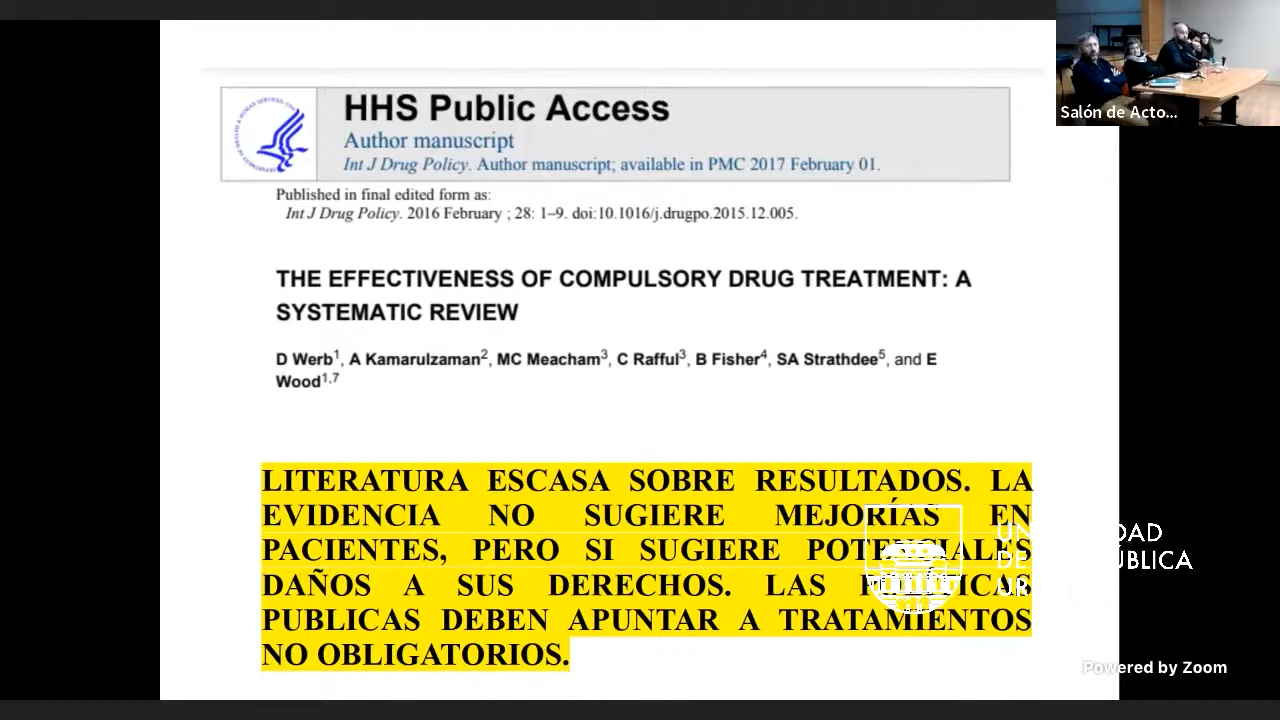 HHS Public Access
Author manuscript
Int J Drug Policy. Author manuscript; available in PMC 2017 February 01.
Published in final edited form as:
Int J Drug Policy. 2016 February ; 28: 1–9. doi:10.1016/j.drugpo.2015.12.005.
THE EFFECTIVENESS OF COMPULSORY DRUG TREATMENT: A
SYSTEMATIC REVIEW
D Werb1, A Kamarulzaman2, MC Meacham3, C Rafful3, B Fisher4, SA Strathdee5, and E
Wood1,7
LITERATURA ESCASA SOBRE RESULTADOS. LA
EVIDENCIA NO SUGIERE MEJORÍAS EN
PACIENTES, PERO SI SUGIERE POTENCIALES
DAÑOS A SUS DERECHOS. LAS POLÍTICAS
PUBLICAS DEBEN APUNTAR A TRATAMIENTOS
NO OBLIGATORIOS.
Salón de Acto...
Powered by Zoom